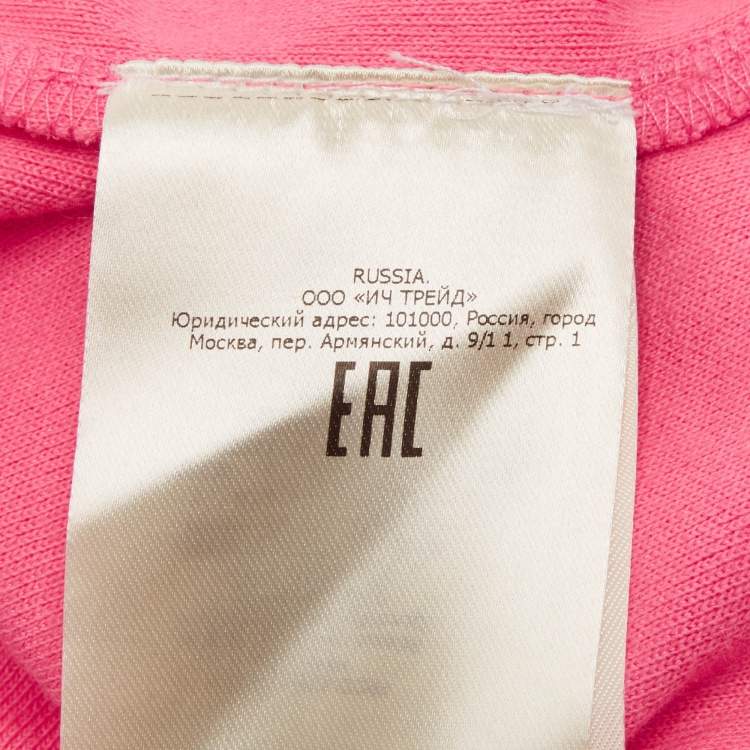 RUSSIA.
ООО «ИЧ ТРЕЙД»
Юридический адрес: 101000, Россия, город
Москва, пер. Армянский, д. 9/1 1, стр. 1
EAC